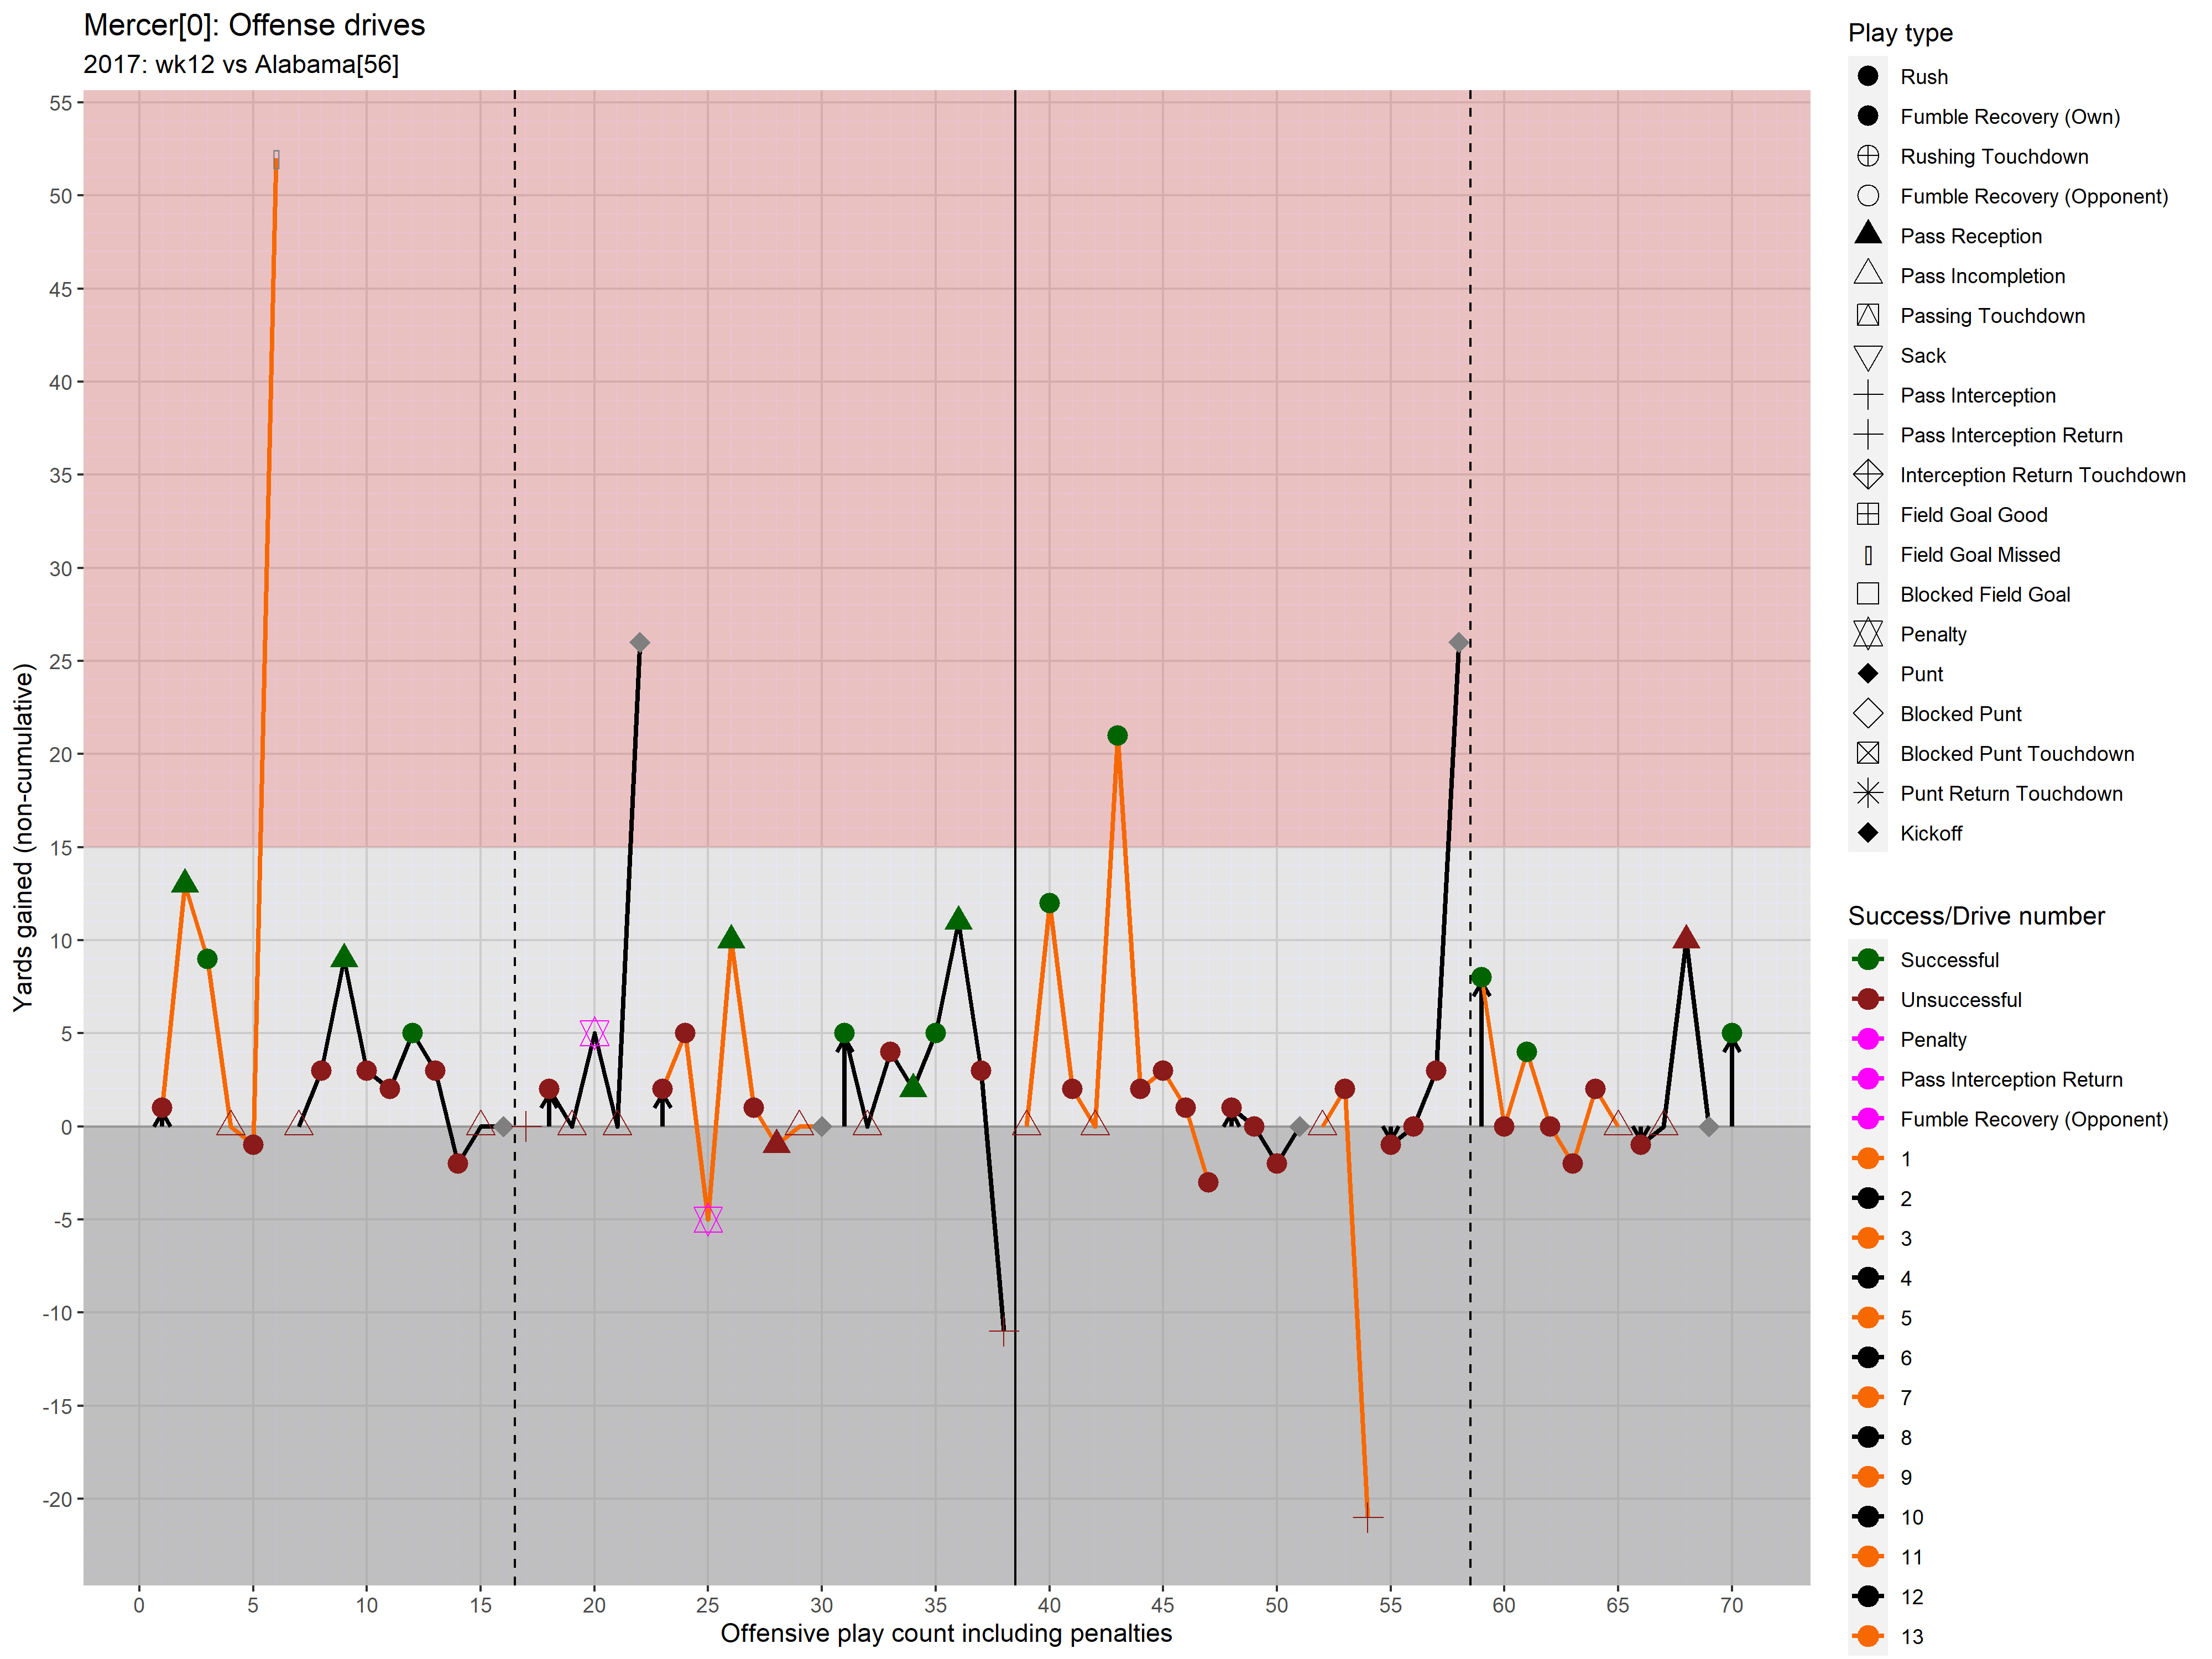 Mercer[0]: Offense drives
2017: wk12 vs Alabama[56]
Yards gained (non-cumulative)
55
50
45
40
35
30
25
20
15
10
5
0
-5
-10
-15
-20
0 5 10 15 20 25 30 35 40 45 50 55 60 65 70
Offensive play count including penalties
Play type
Rush
Fumble Recovery (Own)
Rushing Touchdown
Fumble Recovery (Opponent)
Pass Reception
Pass Incompletion
Passing Touchdown
Sack
Pass Interception
Pass Interception Return
Interception Return Touchdown
Field Goal Good
Field Goal Missed
Blocked Field Goal
Penalty
Punt
Blocked Punt
Blocked Punt Touchdown
Punt Return Touchdown
Kickoff
Success/Drive number
Successful
Unsuccessful
Penalty
Pass Interception Return
Fumble Recovery (Opponent)
1
2
3
4
5
6
7
8
9
10
11
12
13